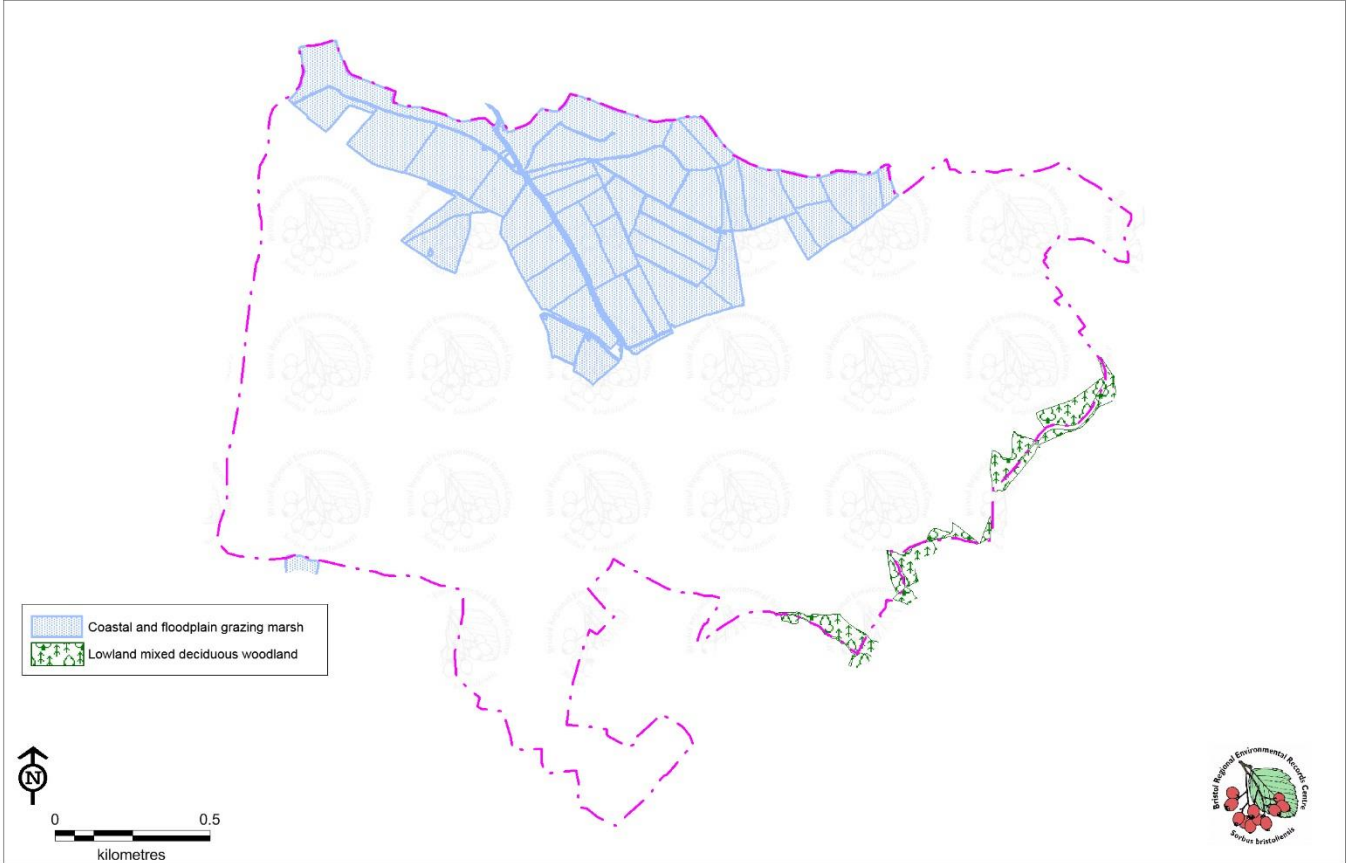 Coastal and floodplain grazing marsh
Lowland mixed deciduous woodland
N
0 0.5
kilometres
Bristol Regional Environmental Records Centre
Sorbus bristoliensis